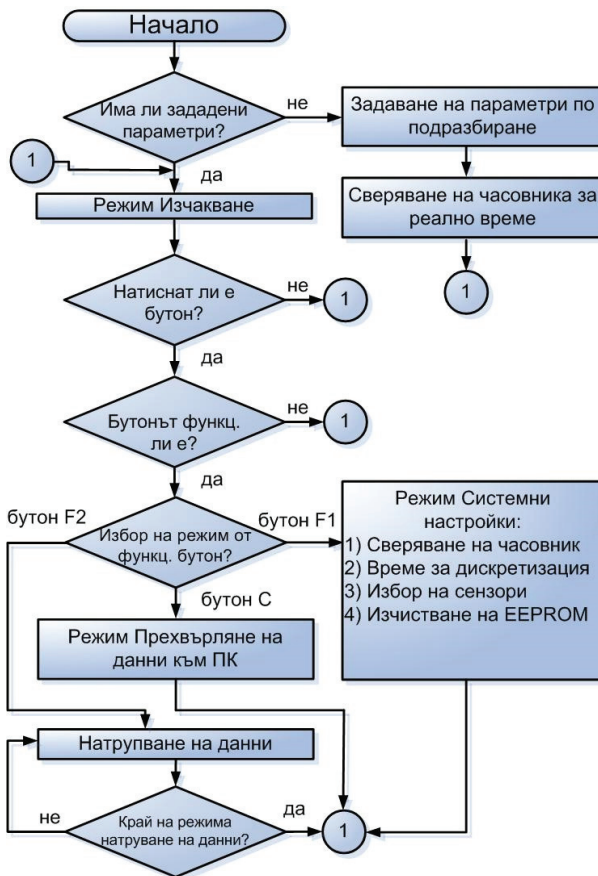 Начало
Има ли зададени
параметри?
не
Задаване на параметри по
подразбиране
1
да
Сверяване на часовника за
реално време
Режим Изчакване
1
Натиснат ли е
бутон?
не
1
да
Бутонът функц.
ли е?
не
1
да
бутон F2
Избор на режим от
функц. бутон?
бутон F1
Режим Системни
настройки:
1) Сверяване на часовник
2) Време за дискретизация
3) Избор на сензори
4) Изчистване на EEPROM
бутон C
Режим Прехвърляне на
данни към ПК
Натрупване на данни
не
Край на режима
натруване на данни?
да
1